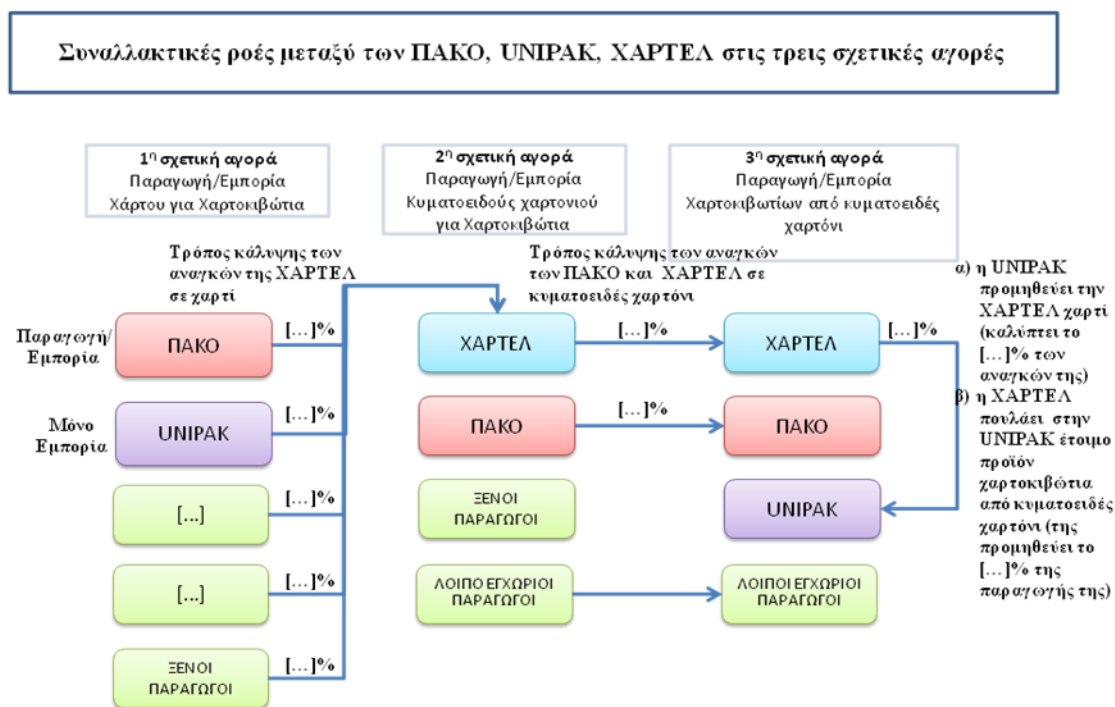 Συναλλακτικές ροές μεταξύ των ΠΑΚΟ, UNIPAK, ΧΑΡΤΕΛ στις τρεις σχετικές αγορές
1η σχετική αγορά
Παραγωγή/Εμπορία
Χάρτου για Χαρτοκιβώτια
2η σχετική αγορά
Παραγωγή/Εμπορία
Κυματοειδούς χαρτονιού
για Χαρτοκιβώτια
3η σχετική αγορά
Παραγωγή/Εμπορία
Χαρτοκιβωτίων από κυματοειδές
χαρτόνι
Τρόπος κάλυψης των
αναγκών της ΧΑΡΤΕΛ
σε χαρτί
Τρόπος κάλυψης των αναγκών
των ΠΑΚΟ και ΧΑΡΤΕΛ σε
κυματοειδές χαρτόνι
Παραγωγή/
Εμπορία
ΠΑΚΟ
[...]%
ΧΑΡΤΕΛ
[...]%
ΧΑΡΤΕΛ
[...]%
Μόνο
Εμπορία
UNIPAK
[...]%
ΠΑΚΟ
[...]%
ΠΑΚΟ
[...]
[...]%
ΞΕΝΟΙ
ΠΑΡΑΓΩΓΟΙ
UNIPAK
[...]
[...]%
ΛΟΙΠΟ ΕΓΧΩΡΙΟΙ
ΠΑΡΑΓΩΓΟΙ
ΛΟΙΠΟΙ ΕΓΧΩΡΙΟΙ
ΠΑΡΑΓΩΓΟΙ
ΞΕΝΟΙ
ΠΑΡΑΓΩΓΟΙ
[...]%
α) η UNIPAK
προμηθεύει την
ΧΑΡΤΕΛ χαρτί
(καλύπτει το
[...]% των
αναγκών της)
β) η ΧΑΡΤΕΛ
πουλάει στην
UNIPAK έτοιμο
προϊόν
χαρτοκιβώτια
από κυματοειδές
χαρτόνι (της
προμηθεύει το
[...]% της
παραγωγής της)